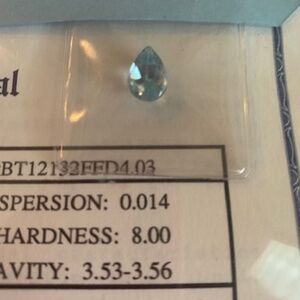 al
BT12132FFD4.03
SPERSION: 0.014
HARDNESS: 8.00
AVITY: 3.53-3.56